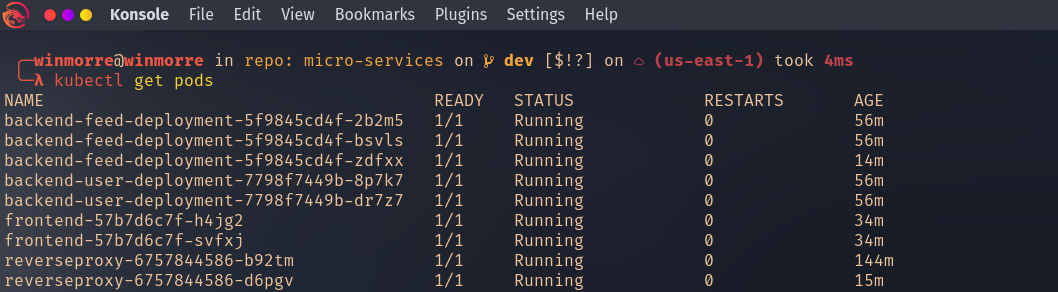 Konsole File Edit View Bookmarks Plugins Settings Help
winmorre@winmorre in repo: micro-services on dev [$!?] on (us-east-1) took 4ms
λ kubectl get pods
NAME READY STATUS RESTARTS AGE
backend-feed-deployment-5f9845cd4f-2b2m5 1/1 Running 0 56m
backend-feed-deployment-5f9845cd4f-bsvls 1/1 Running 0 56m
backend-feed-deployment-5f9845cd4f-zdfxx 1/1 Running 0 14m
backend-user-deployment-7798f7449b-8p7k7 1/1 Running 0 56m
backend-user-deployment-7798f7449b-dr7z7 1/1 Running 0 56m
frontend-57b7d6c7f-h4jg2 1/1 Running 0 34m
frontend-57b7d6c7f-svfxj 1/1 Running 0 34m
reverseproxy-6757844586-b92tm 1/1 Running 0 144m
reverseproxy-6757844586-d6pgv 1/1 Running 0 15m